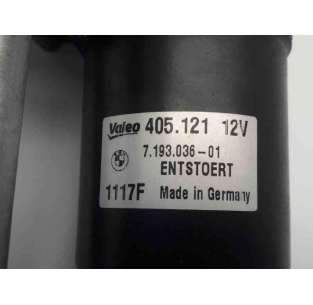 Valeo 405.121 12V
7.193.036-01
ENTSTOERT
1117F Made in Germany